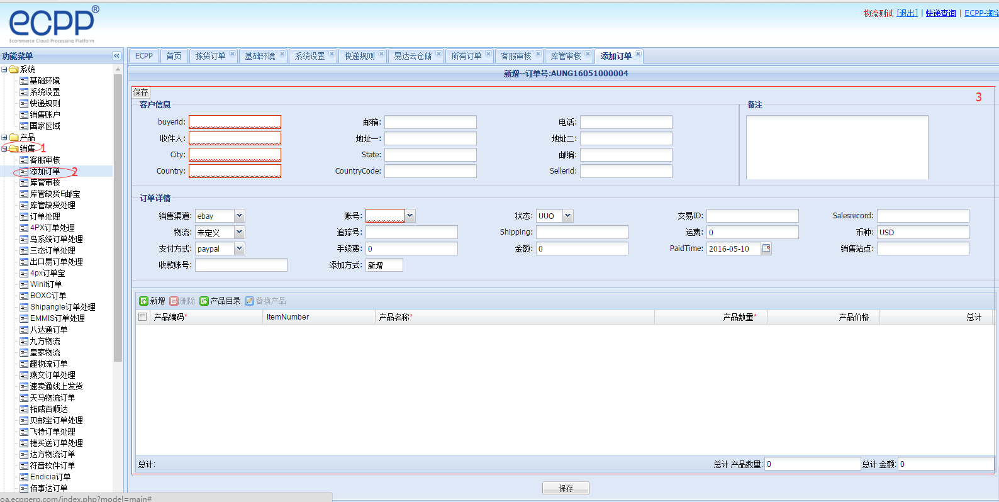 ecpp®
Ecommerce Cloud Processing Platform
物流测试 [退出] | 快递查询 | ECPP-淘宝
功能菜单
系统
基础环境
系统设置
快递规则
销售账户
国家区域
产品
销售 1
客服审核
添加订单 2
库管审核
库管缺货E邮宝
库管缺货处理
订单处理
4PX订单处理
鸟系统订单处理
三态订单处理
出口易订单处理
4px订单宝
Winit订单
BOXC订单
Shipangle订单处理
EMMIS订单处理
八达通订单
九方物流
皇家物流
趣物流订单
燕文订单处理
速卖通线上发货
天马物流订单
拓威百顺达
贝邮宝订单处理
飞特订单处理
捷买送订单处理
达方物流订单
符音软件订单
Endicia订单
佰事达订单
oa.ecpperp.com/index.php?model=main#
ECPP 首页 拣货订单 基础环境 系统设置 快递规则 易达云仓储 所有订单 客服审核 库管审核 添加订单
新增--订单号:AUNG16051000004
保存
3
客户信息 备注
buyerid: 邮箱: 电话:
收件人: 地址一: 地址二:
City: State: 邮编:
Country: CountryCode: Sellerid:
订单详情
销售渠道: ebay 账号: 状态: UUO 交易ID: Salesrecord:
物流: 未定义 追踪号: Shipping: 运费: 0 币种: USD
支付方式: paypal 手续费: 0 金额: 0 PaidTime: 2016-05-10 销售站点:
收款账号: 添加方式: 新增
新增 删除 产品目录 替换产品
产品编码* ItemNumber 产品名称* 产品数量* 产品价格 总计
总计: 总计 产品数量: 0 总计 金额: 0
保存